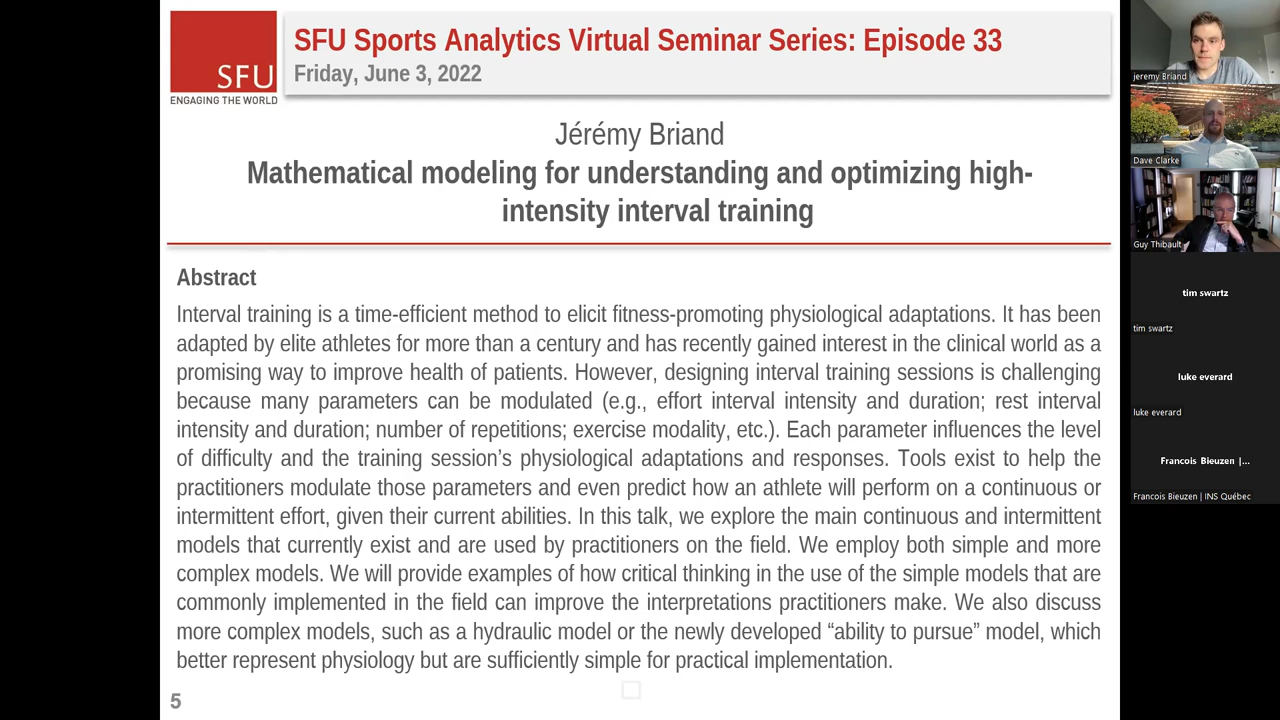 SFU
ENGAGING THE WORLD
SFU Sports Analytics Virtual Seminar Series: Episode 33
Friday, June 3, 2022
Jérémy Briand
Mathematical modeling for understanding and optimizing high-
intensity interval training
Abstract
Interval training is a time-efficient method to elicit fitness-promoting physiological adaptations. It has been
adapted by elite athletes for more than a century and has recently gained interest in the clinical world as a
promising way to improve health of patients. However, designing interval training sessions is challenging
because many parameters can be modulated (e.g., effort interval intensity and duration; rest interval
intensity and duration; number of repetitions; exercise modality, etc.). Each parameter influences the level
of difficulty and the training session’s physiological adaptations and responses. Tools exist to help the
practitioners modulate those parameters and even predict how an athlete will perform on a continuous or
intermittent effort, given their current abilities. In this talk, we explore the main continuous and intermittent
models that currently exist and are used by practitioners on the field. We employ both simple and more
complex models. We will provide examples of how critical thinking in the use of the simple models that are
commonly implemented in the field can improve the interpretations practitioners make. We also discuss
more complex models, such as a hydraulic model or the newly developed “ability to pursue” model, which
better represent physiology but are sufficiently simple for practical implementation.
5
jeremy Briand
Dave Clarke
Guy Thibault
tim swartz
tim swartz
luke everard
luke everard
Francois Bieuzen |...
Francois Bieuzen | INS Québec